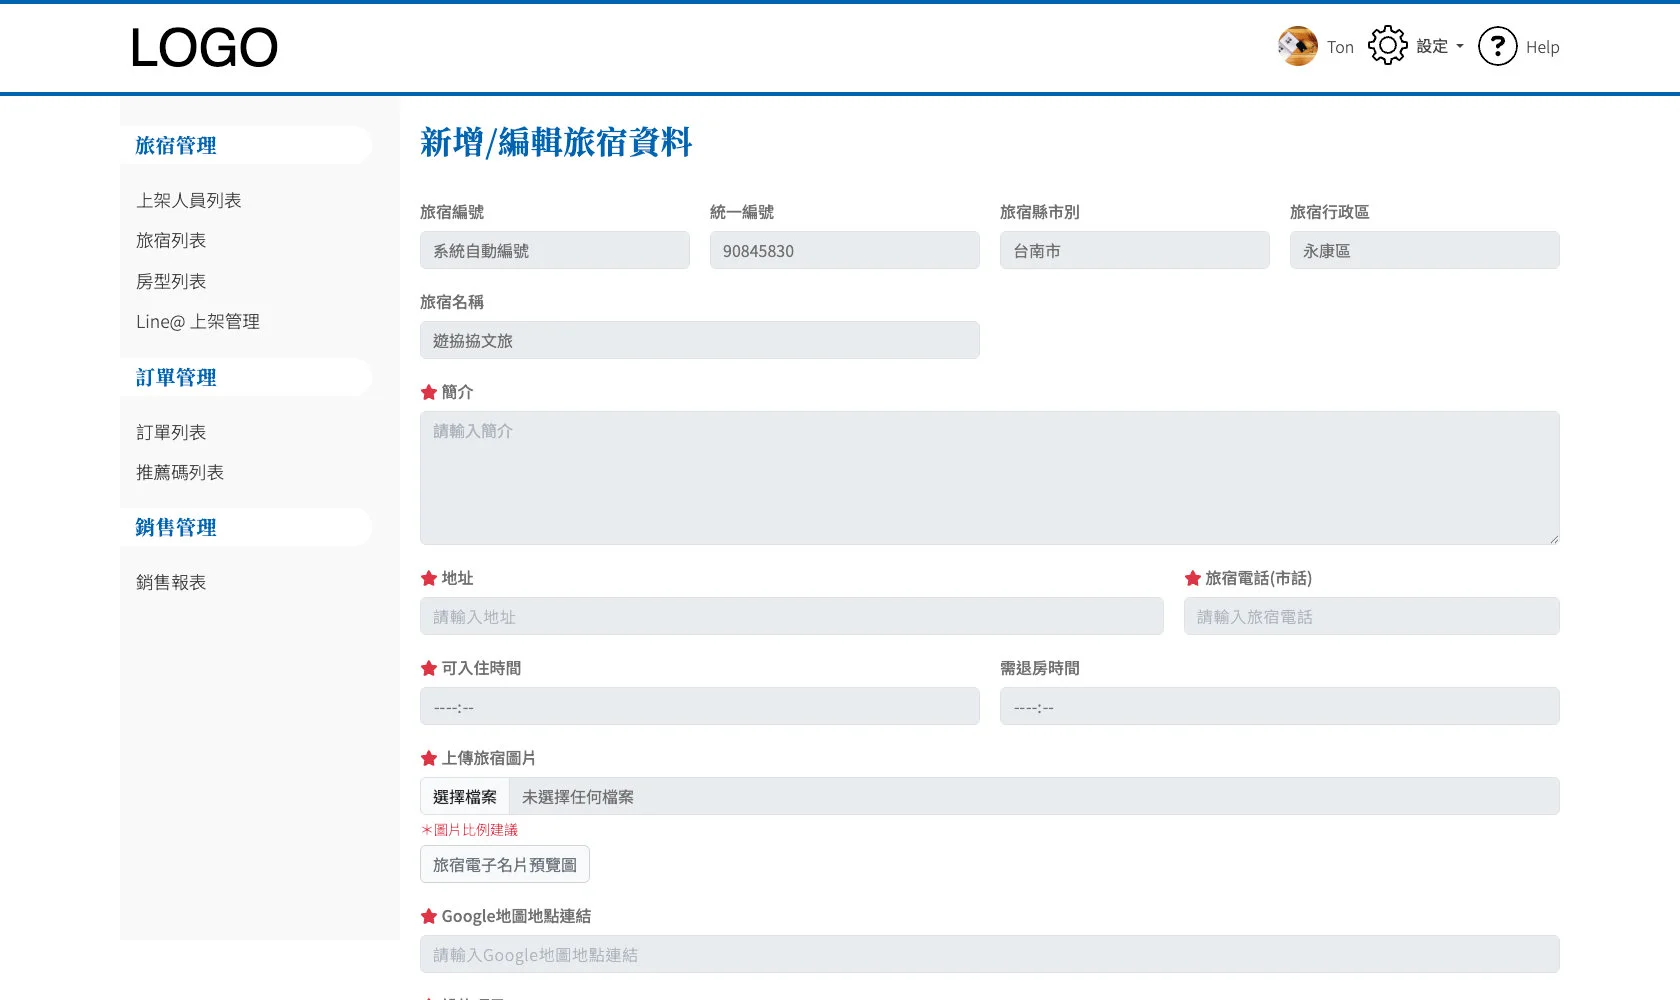 LOGO
Ton
設定
Help
旅宿管理
上架人員列表
旅宿列表
房型列表
Line@ 上架管理
訂單管理
訂單列表
推薦碼列表
銷售管理
銷售報表
新增/編輯旅宿資料
旅宿編號 統一編號 旅宿縣市別 旅宿行政區
系統自動編號 90845830 台南市 永康區
旅宿名稱
遊協協文旅
簡介
請輸入簡介
地址 旅宿電話(市話)
請輸入地址 請輸入旅宿電話
可入住時間 需退房時間
----:-- ----:--
上傳旅宿圖片
選擇檔案 未選擇任何檔案
＊圖片比例建議
旅宿電子名片預覽圖
Google地圖地點連結
請輸入Google地圖地點連結